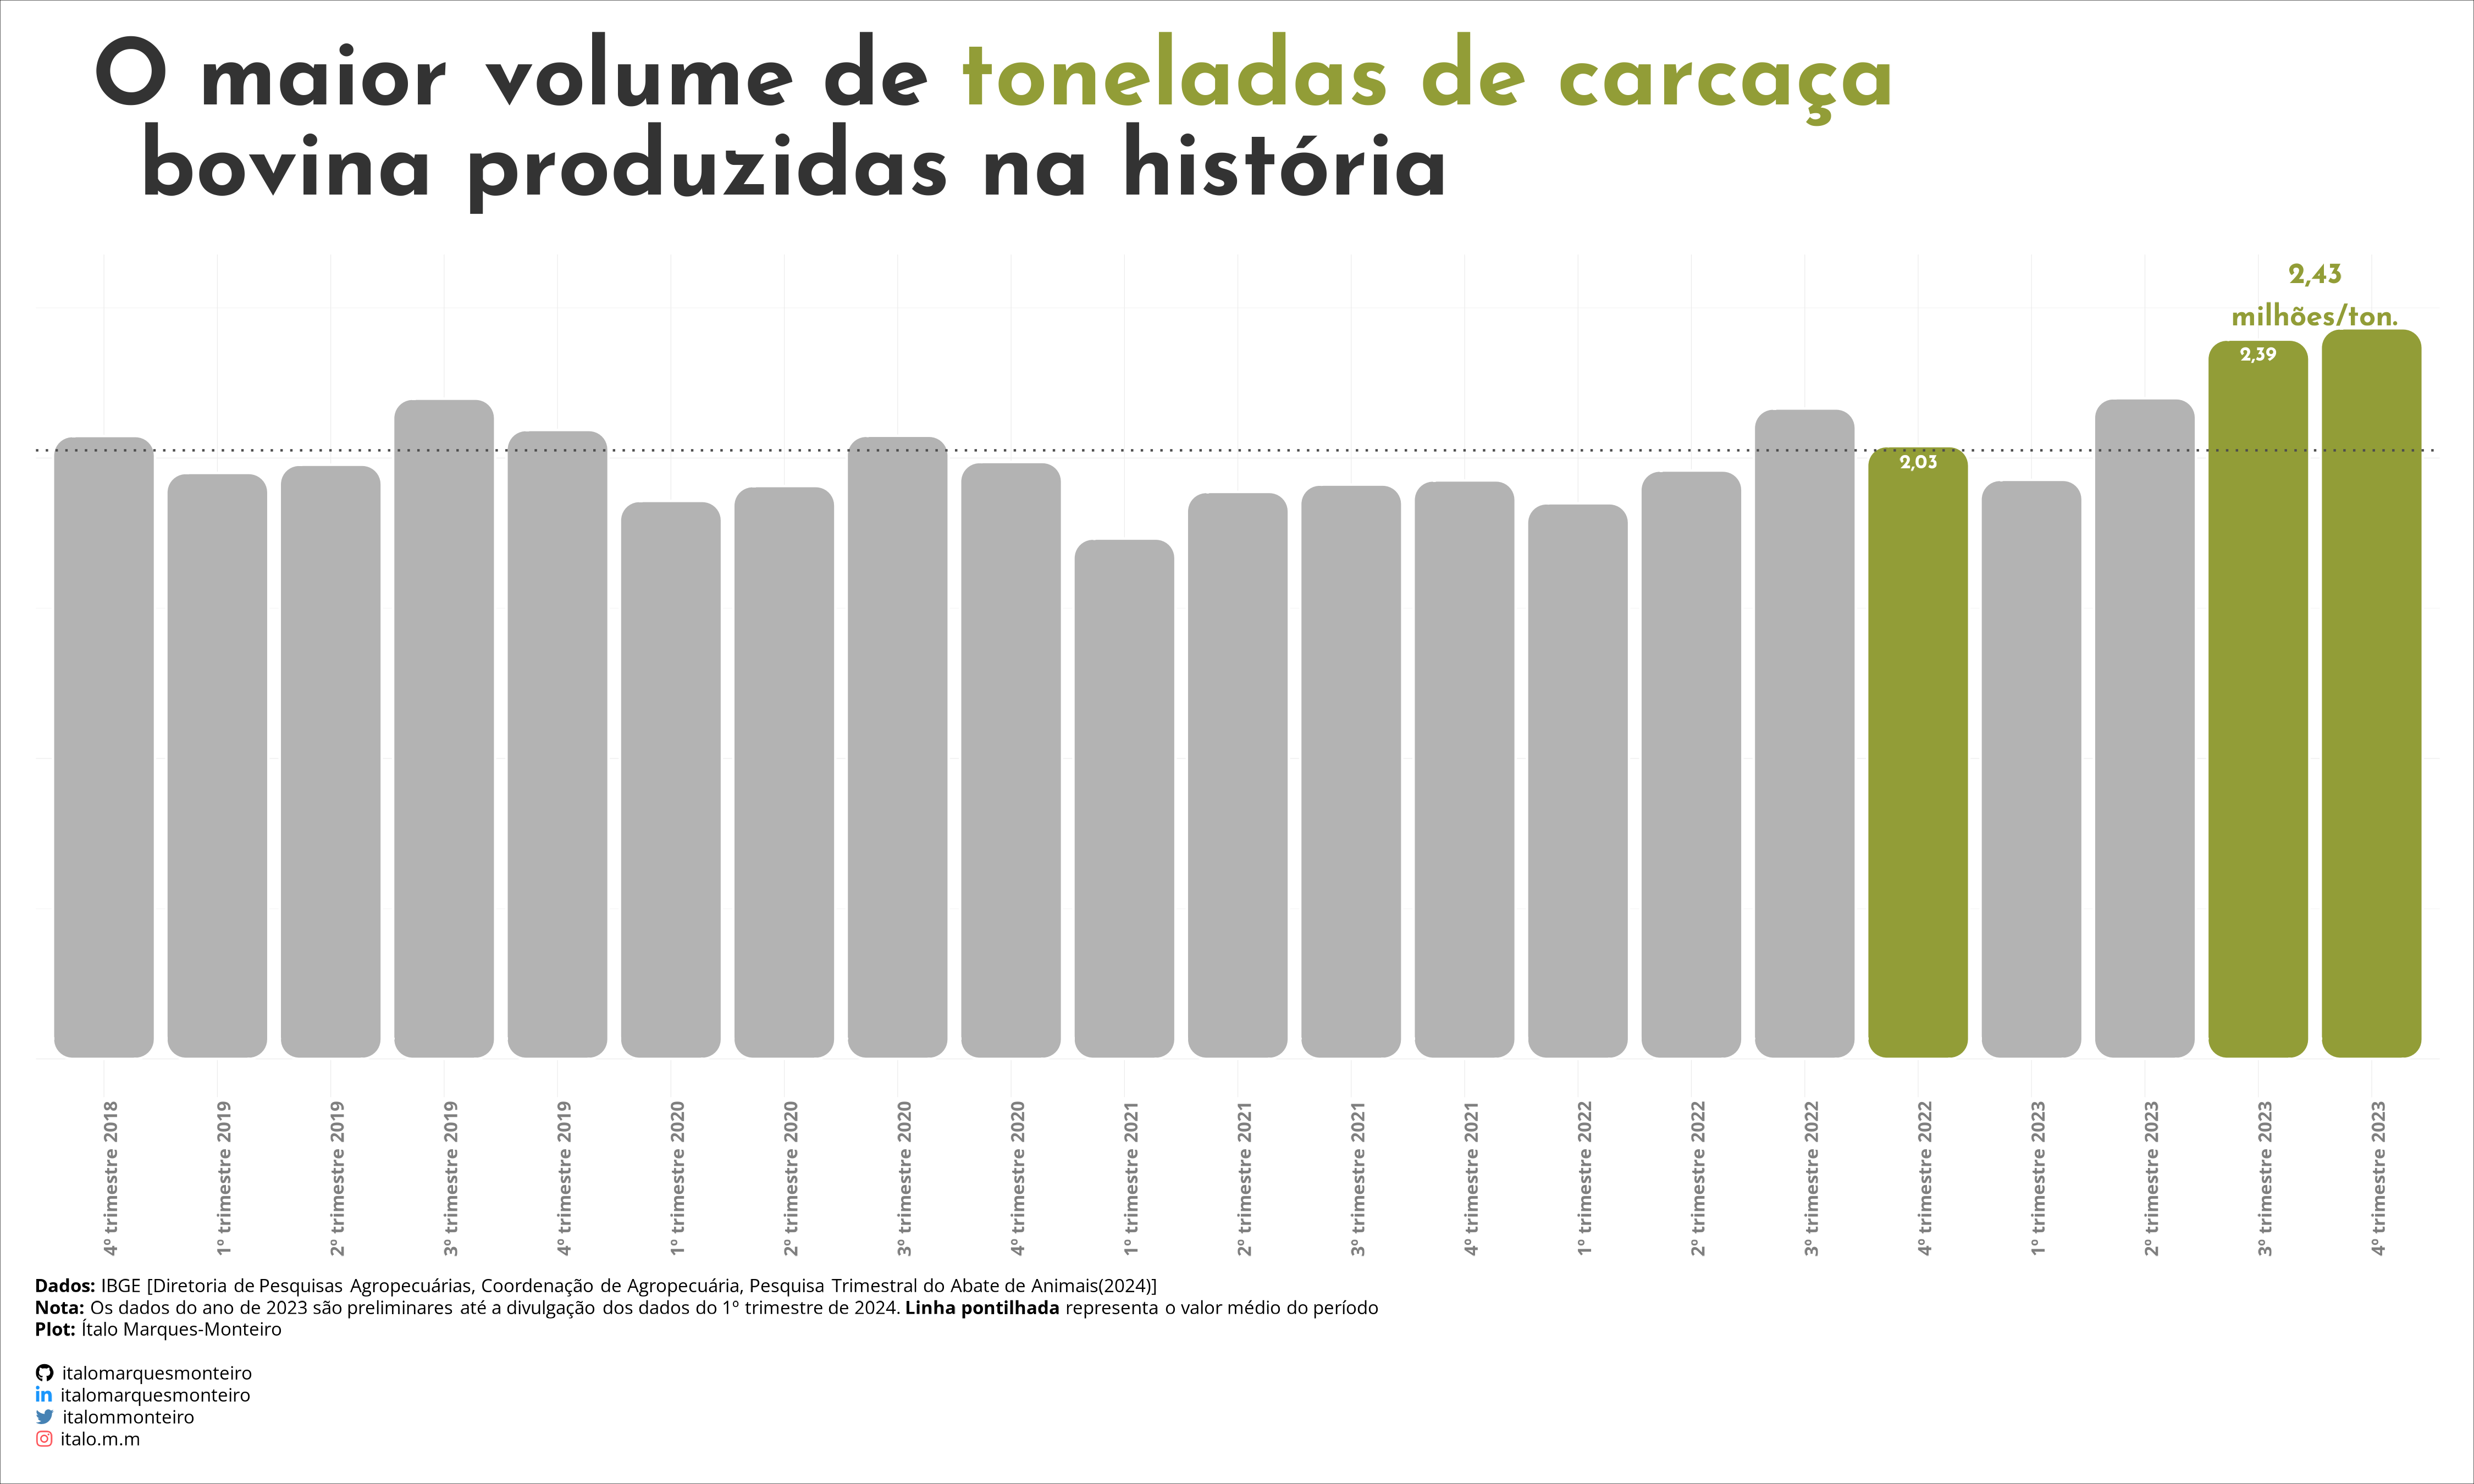 O maior volume de toneladas de carcaça
bovina produzidas na história
2,43
milhões/ton.
2,39
2,03
4º trimestre 2018
1º trimestre 2019
2º trimestre 2019
3º trimestre 2019
4º trimestre 2019
1º trimestre 2020
2º trimestre 2020
3º trimestre 2020
4º trimestre 2020
1º trimestre 2021
2º trimestre 2021
3º trimestre 2021
4º trimestre 2021
1º trimestre 2022
2º trimestre 2022
3º trimestre 2022
4º trimestre 2022
1º trimestre 2023
2º trimestre 2023
3º trimestre 2023
4º trimestre 2023
Dados: IBGE [Diretoria de Pesquisas Agropecuárias, Coordenação de Agropecuária, Pesquisa Trimestral do Abate de Animais(2024)]
Nota: Os dados do ano de 2023 são preliminares até a divulgação dos dados do 1º trimestre de 2024. Linha pontilhada representa o valor médio do período
Plot: Ítalo Marques-Monteiro
italomarquesmonteiro
italomarquesmonteiro
italommonteiro
italo.m.m